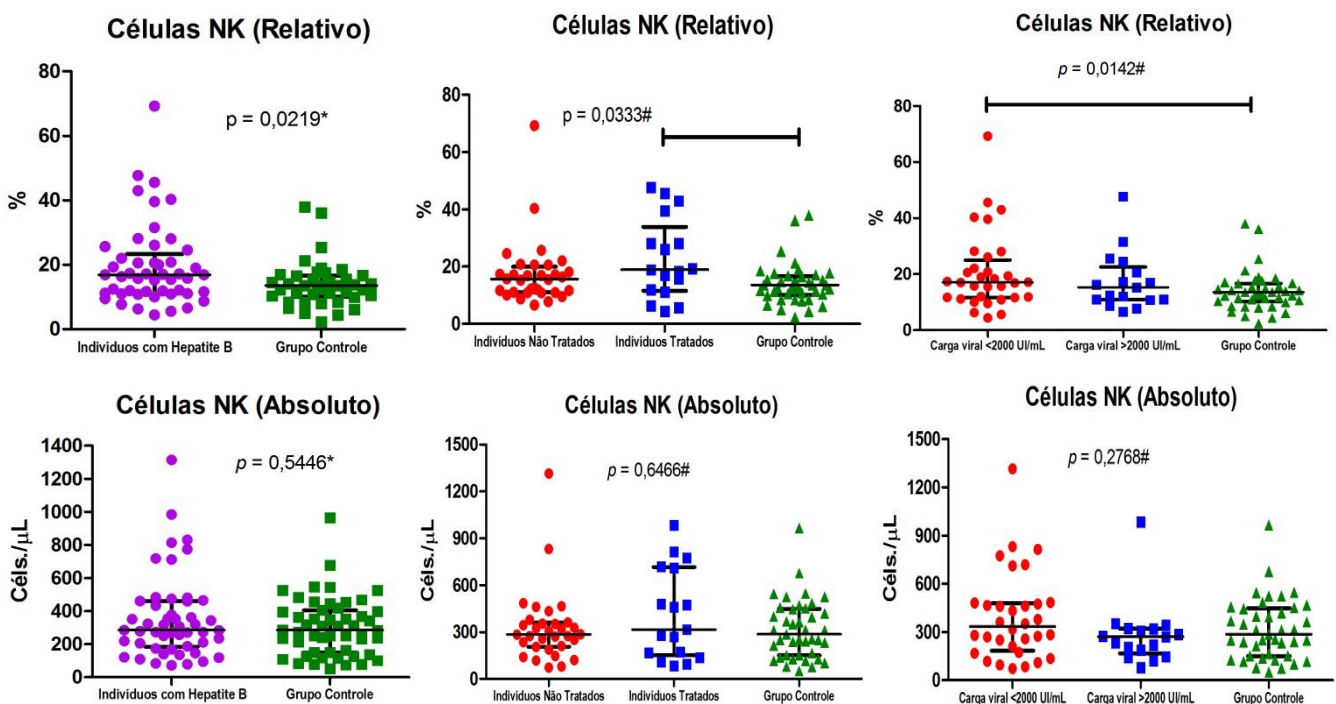 Células NK (Relativo)
p = 0,0219*
%
80
60
40
20
0
Indivíduos com Hepatite B
Grupo Controle
Células NK (Relativo)
p = 0,0333#
%
80
60
40
20
0
Indivíduos Não Tratados
Indivíduos Tratados
Grupo Controle
Células NK (Relativo)
p = 0,0142#
%
80
60
40
20
0
Carga viral <2000 UI/mL
Carga viral >2000 UI/mL
Grupo Controle
Células NK (Absoluto)
p = 0,5446*
Céls./µL
1400
1200
1000
800
600
400
200
0
Indivíduos com Hepatite B
Grupo Controle
Células NK (Absoluto)
p = 0,6466#
Céls./µL
1500
1200
900
600
300
0
Indivíduos Não Tratados
Indivíduos Tratados
Grupo Controle
Células NK (Absoluto)
p = 0,2768#
Céls./µL
1500
1200
900
600
300
0
Carga viral <2000 UI/mL
Carga viral >2000 UI/mL
Grupo Controle